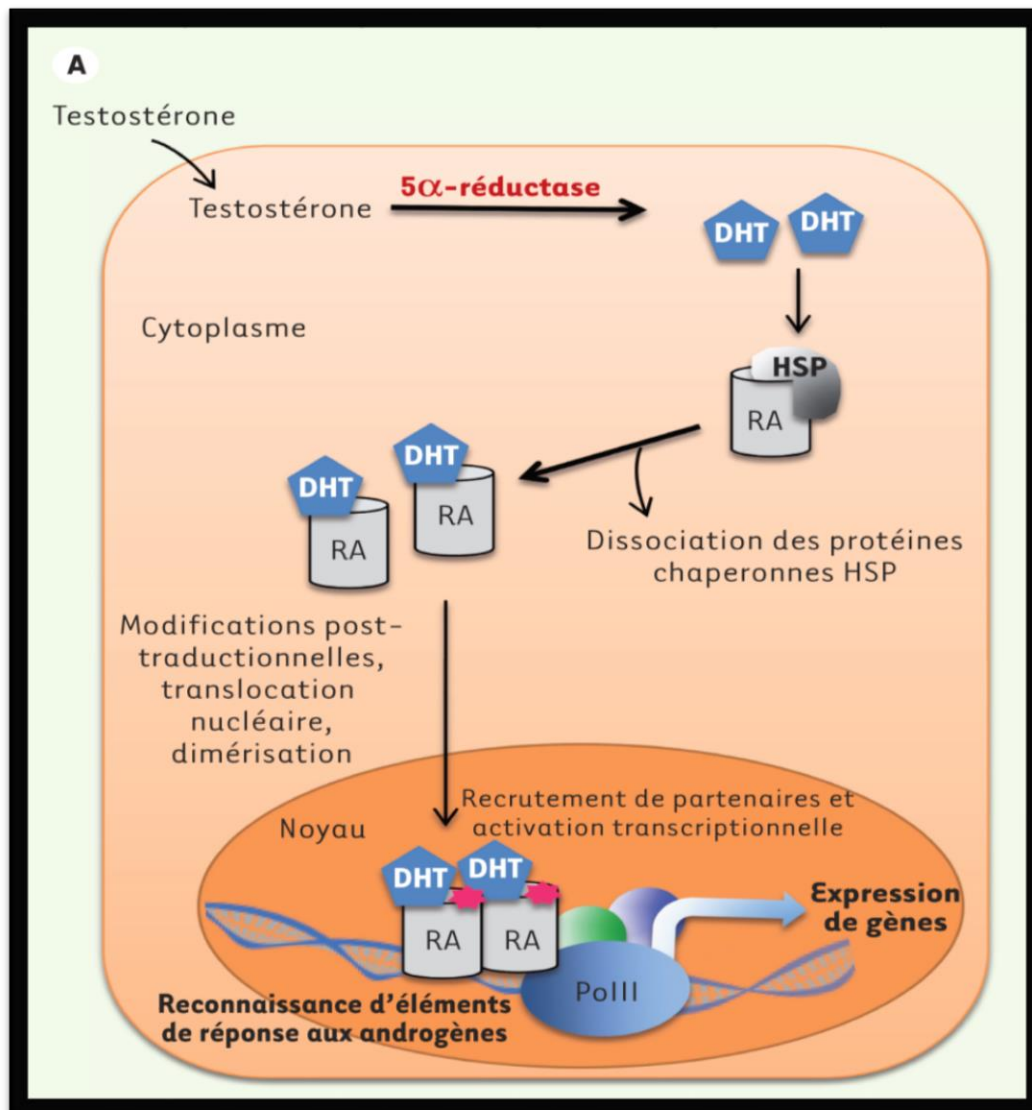 A
Testostérone
Testostérone
5α-réductase
DHT
DHT
Cytoplasme
HSP
RA
DHT
RA
DHT
RA
Dissociation des protéines
chaperonnes HSP
Modifications post-
traductionnelles,
translocation
nucléaire,
dimérisation
Noyau
Recrutement de partenaires et
activation transcriptionnelle
DHT
DHT
RA
RA
PolII
Expression
de gènes
Reconnaissance d'éléments
de réponse aux androgènes